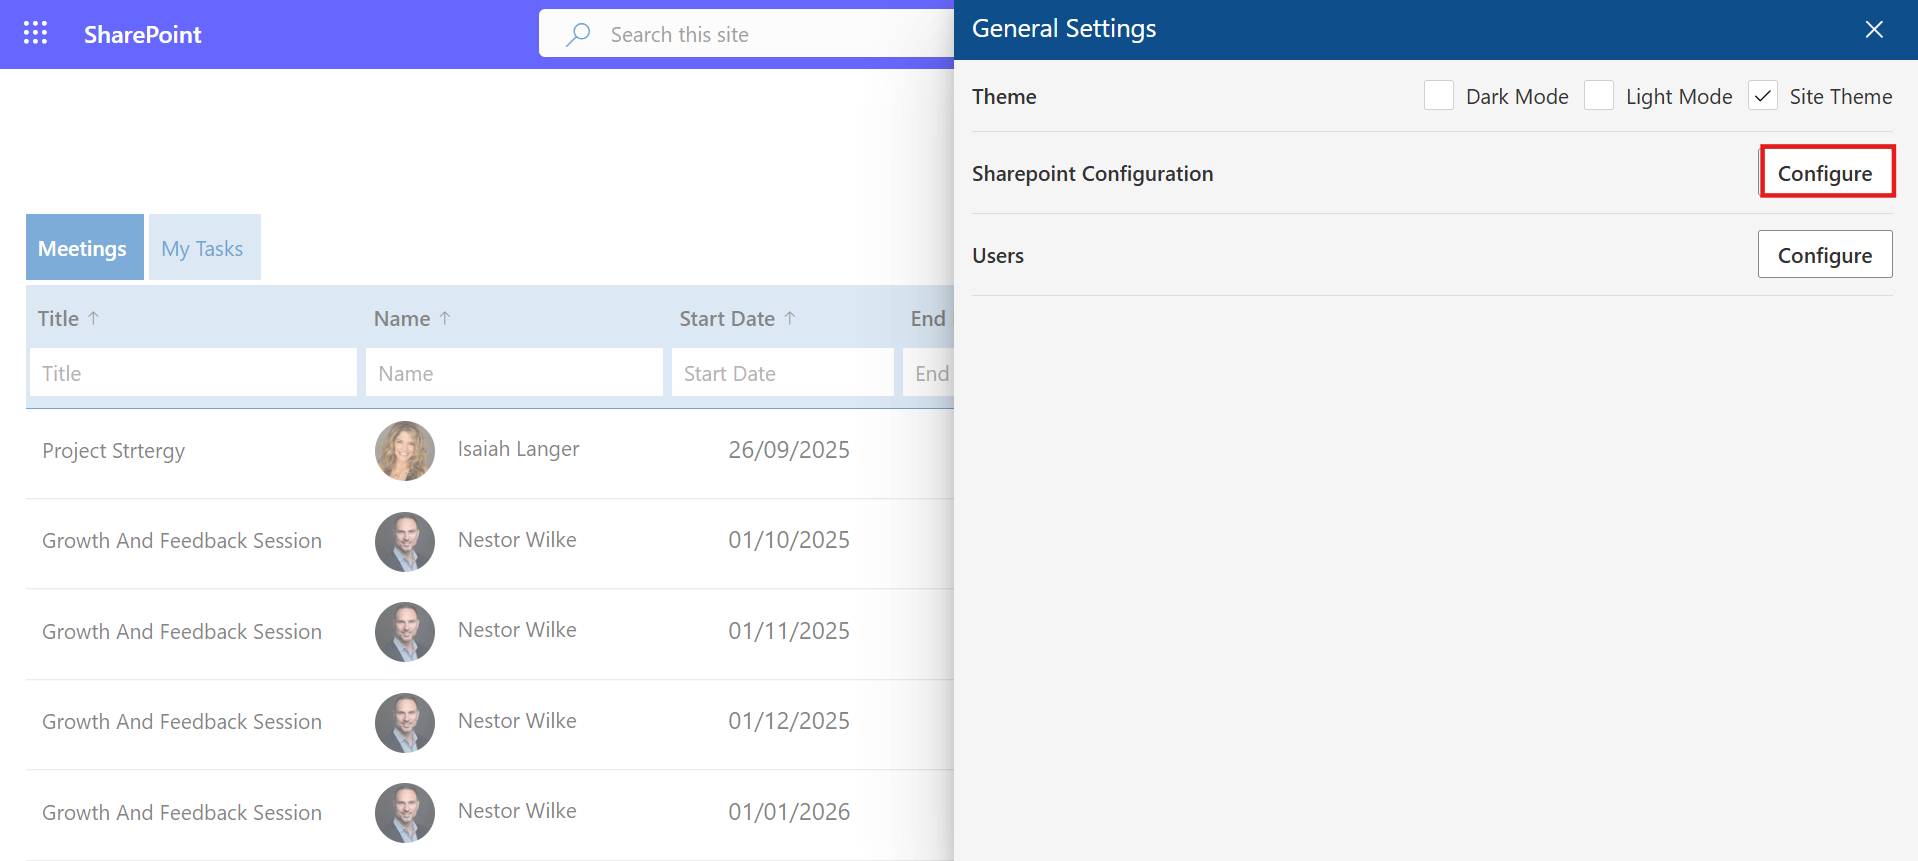 SharePoint
Search this site
General Settings
Theme
Dark Mode
Light Mode
Site Theme
Sharepoint Configuration
Configure
Users
Configure
Meetings
My Tasks
Title
Name
Start Date
End
Title
Name
Start Date
End
Project Strtergy
Isaiah Langer
26/09/2025
Growth And Feedback Session
Nestor Wilke
01/10/2025
Growth And Feedback Session
Nestor Wilke
01/11/2025
Growth And Feedback Session
Nestor Wilke
01/12/2025
Growth And Feedback Session
Nestor Wilke
01/01/2026